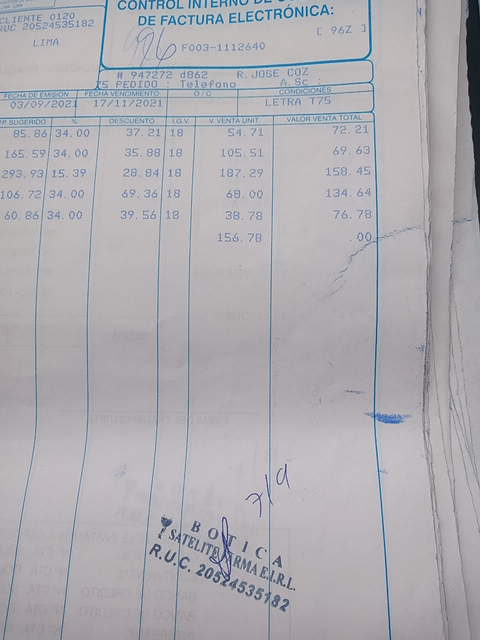 CLIENTE 0120
RUC 20524535182
LIMA
CONTROL INTERNO DE
DE FACTURA ELECTRÓNICA:
[ 96Z ]
996
F003-1112640
# 947272 d862 R.JOSE COZ
PEDIDO : Telefono A.Sc :
FECHA DE EMISION FECHA VENCIMIENTO O/C CONDICIONES
03/09/2021 17/11/2021 LETRA T75
P.P. SUGERIDO % DESCUENTO I.G.V. V. VENTA UNIT. VALOR VENTA TOTAL
85.86 34.00 37.21 18 54.71 72.21
165.59 34.00 35.88 18 105.51 69.63
293.93 15.39 28.84 18 187.29 158.45
106.72 34.00 69.36 18 68.00 134.64
60.86 34.00 39.56 18 38.78 76.78
156.78 .00
7/9
BOTICA
SATELITE FARMA E.I.R.L.
R.U.C. 20524535182